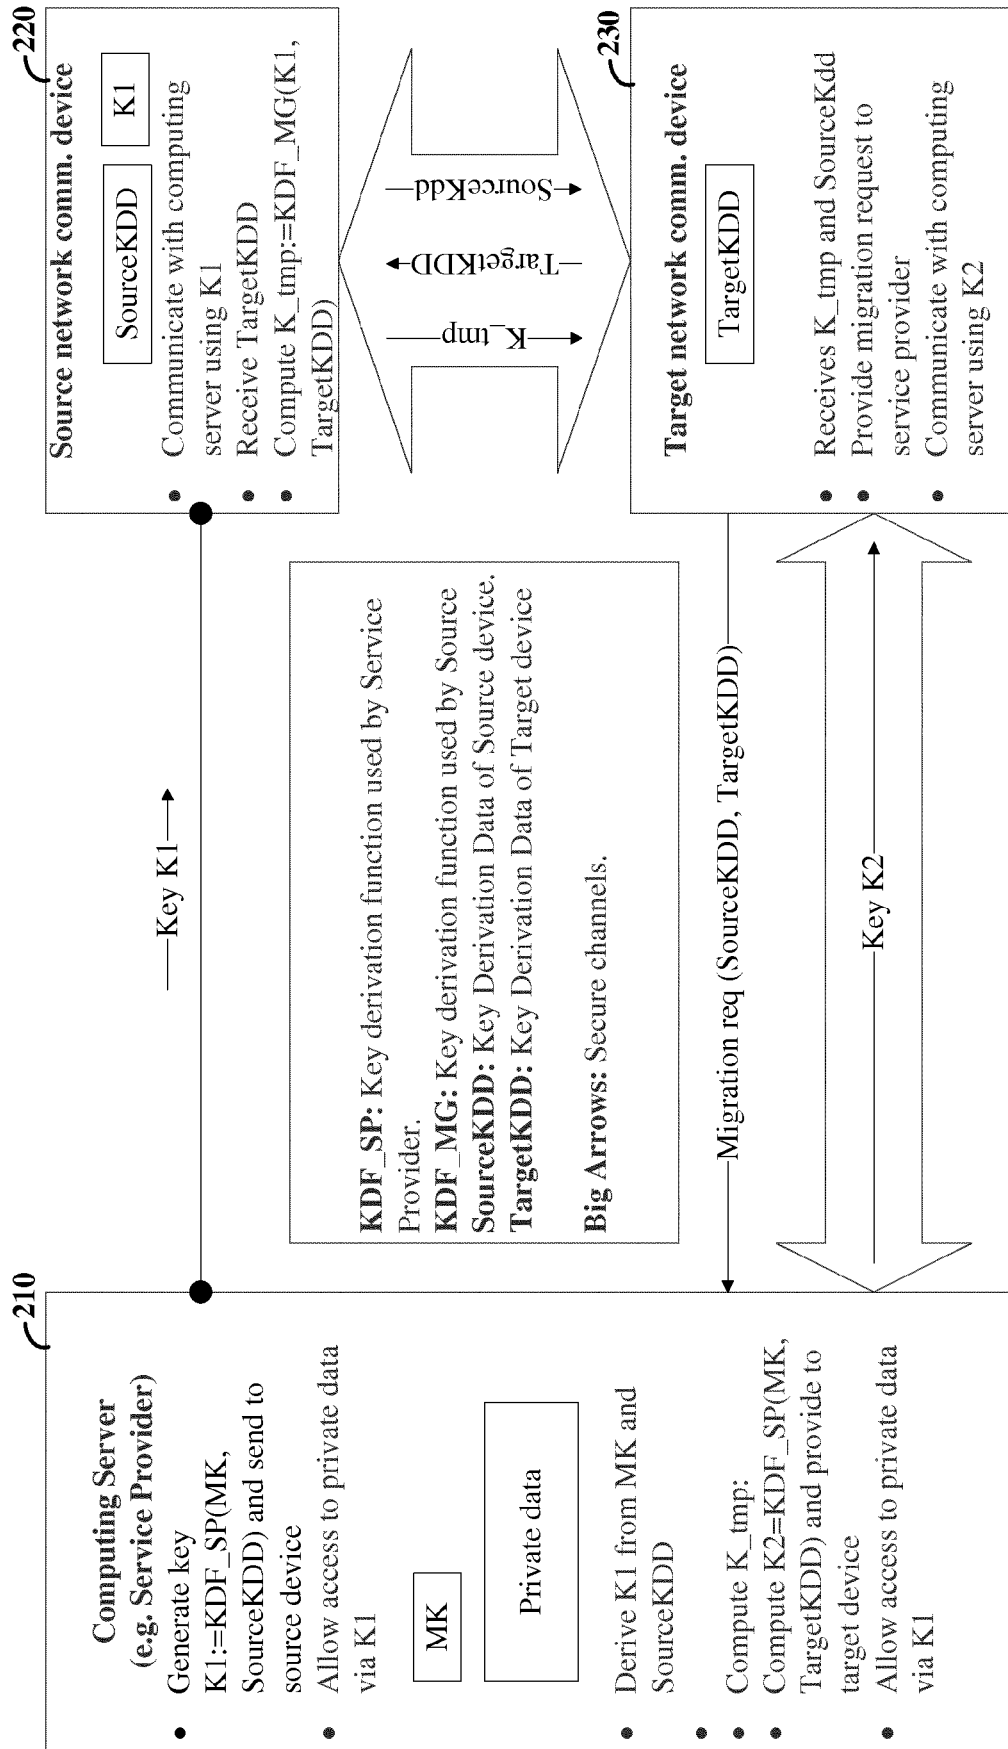 210
Computing Server
(e.g. Service Provider)
• Generate key
K1:=KDF_SP(MK,
SourceKDD) and send to
source device
• Allow access to private data
via K1
MK
Private data
• Derive K1 from MK and
SourceKDD
•
• Compute K_tmp:
• Compute K2=KDF_SP(MK,
TargetKDD) and provide to
target device
• Allow access to private data
via K1
Key K1
KDF_SP: Key derivation function used by Service
Provider.
KDF_MG: Key derivation function used by Source
SourceKDD: Key Derivation Data of Source device.
TargetKDD: Key Derivation Data of Target device
Big Arrows: Secure channels.
Migration req (SourceKDD, TargetKDD)
Key K2
220
Source network comm. device
SourceKDD
K1
• Communicate with computing
server using K1
• Receive TargetKDD
• Compute K_tmp:=KDF_MG(K1,
TargetKDD)
K_tmp
TargetKDD
SourceKdd
230
Target network comm. device
TargetKDD
• Receives K_tmp and SourceKdd
• Provide migration request to
service provider
• Communicate with computing
server using K2